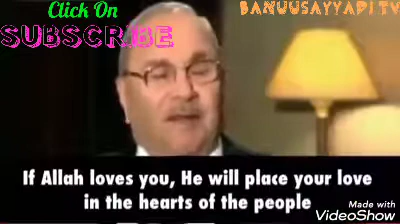 Click On
SUBSCRIBE
BANUUSAYYADI TV
If Allah loves you, He will place your love
in the hearts of the people
Made with
VideoShow